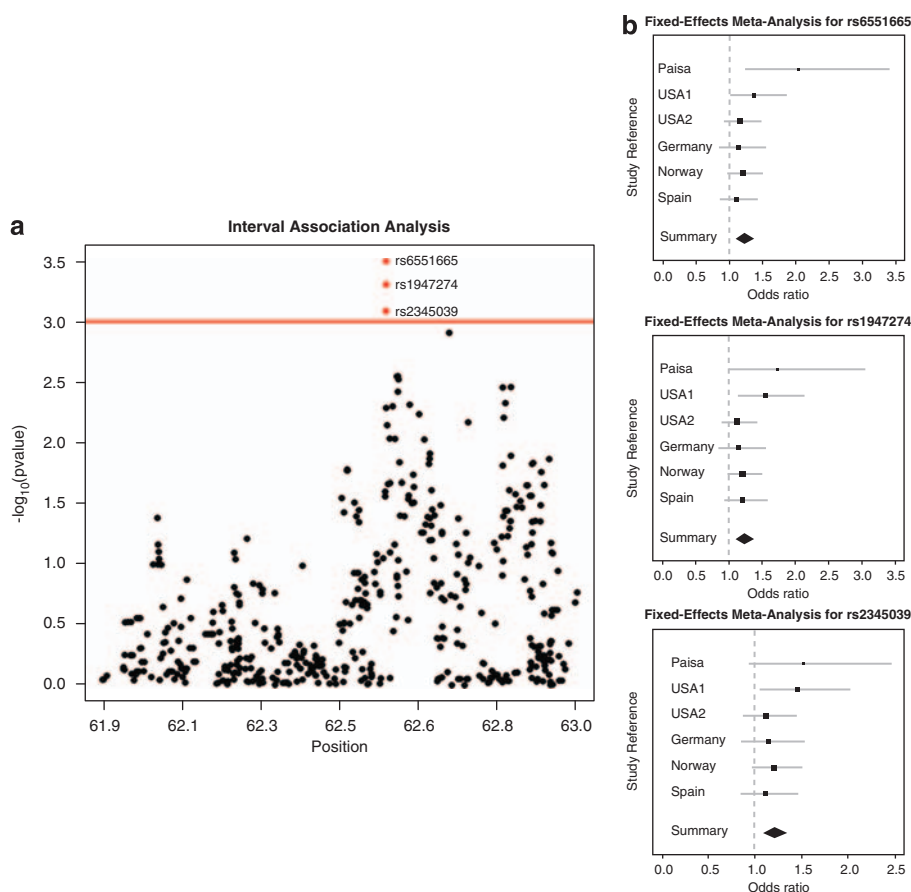 a
Interval Association Analysis
-log10(pvalue)
3.5
3.0
2.5
2.0
1.5
1.0
0.5
0.0
rs6551665
rs1947274
rs2345039
61.9 62.1 62.3 62.5 62.6 62.8 63.0
Position
b
Fixed-Effects Meta-Analysis for rs6551665
Study Reference
Paisa
USA1
USA2
Germany
Norway
Spain
Summary
0.0 0.5 1.0 1.5 2.0 2.5 3.0 3.5
Odds ratio
Fixed-Effects Meta-Analysis for rs1947274
Study Reference
Paisa
USA1
USA2
Germany
Norway
Spain
Summary
0.0 0.5 1.0 1.5 2.0 2.5 3.0 3.5
Odds ratio
Fixed-Effects Meta-Analysis for rs2345039
Study Reference
Paisa
USA1
USA2
Germany
Norway
Spain
Summary
0.0 0.5 1.0 1.5 2.0 2.5
Odds ratio